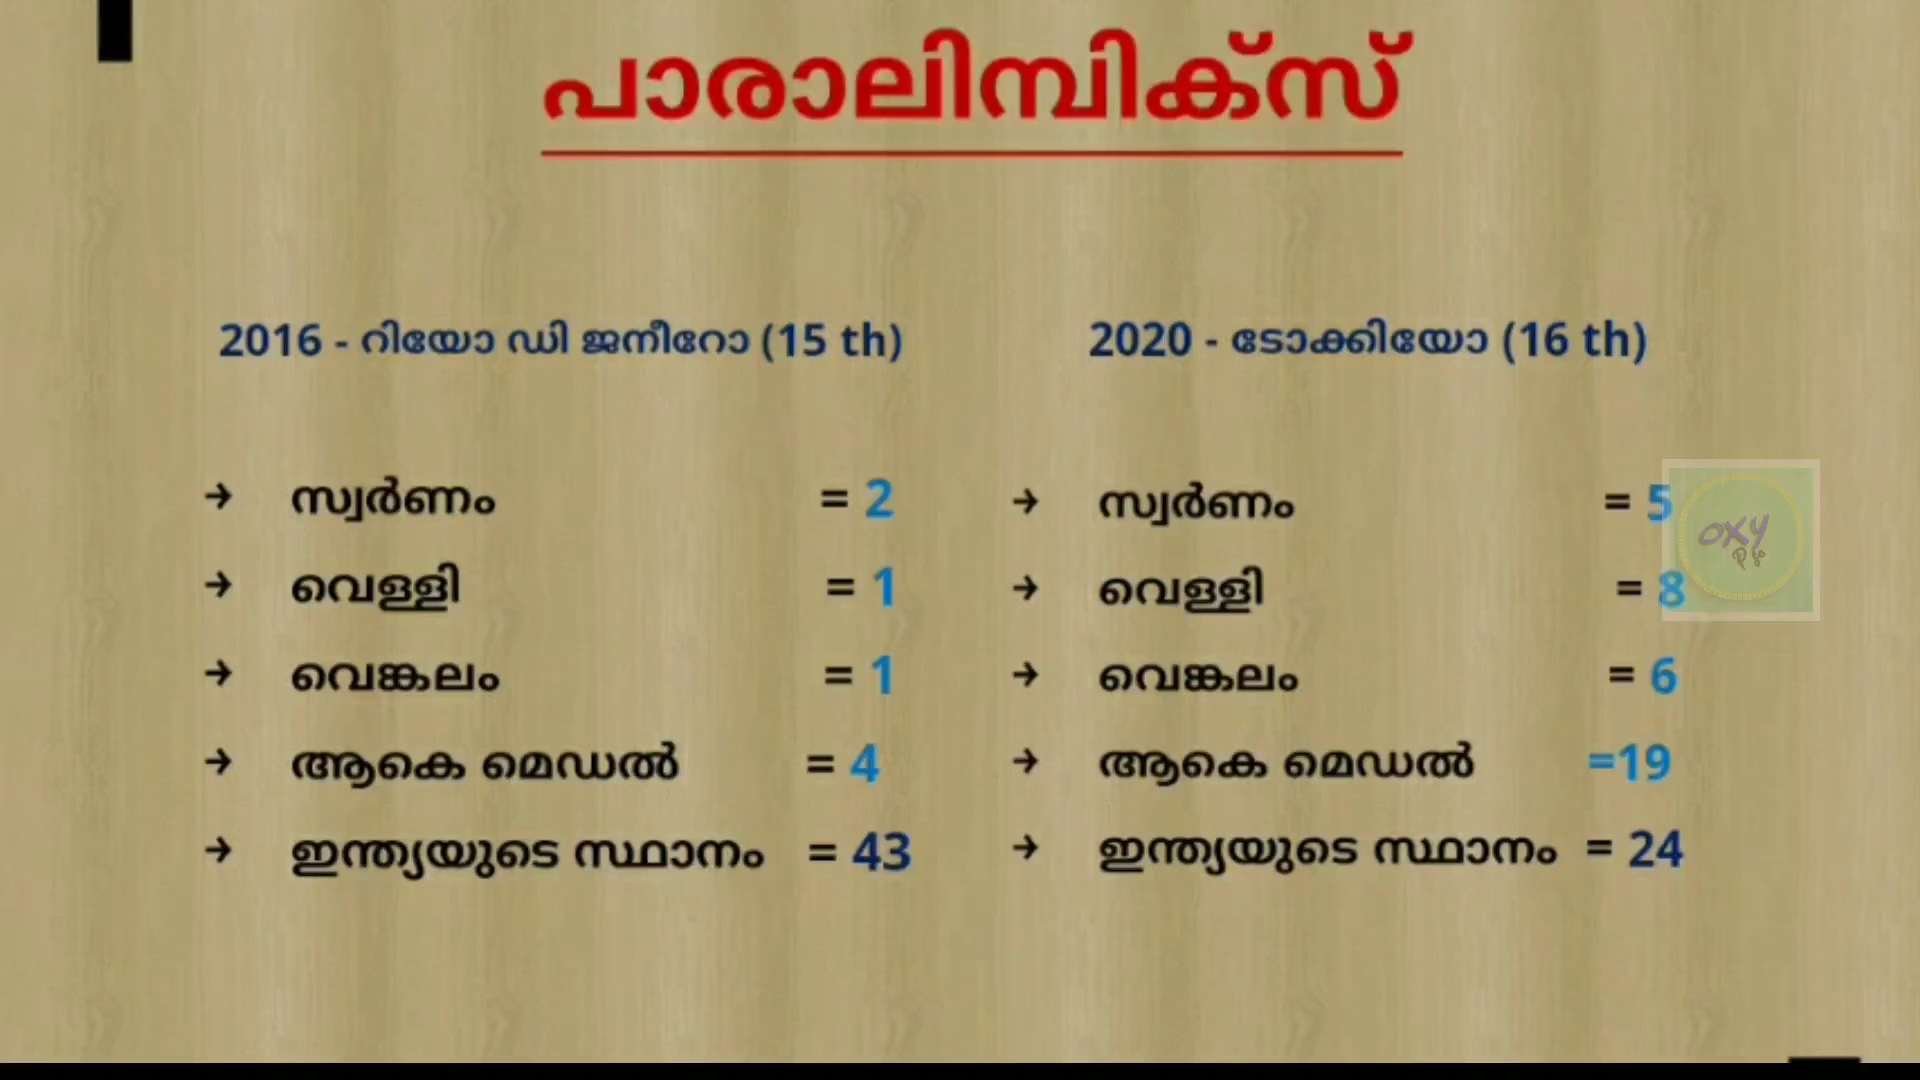 പാരാലിമ്പിക്സ്
2016 - റിയോ ഡി ജനീറോ (15 th)
→ സ്വർണം = 2
→ വെള്ളി = 1
→ വെങ്കലം = 1
→ ആകെ മെഡൽ = 4
→ ഇന്ത്യയുടെ സ്ഥാനം = 43
2020 - ടോക്കിയോ (16 th)
→ സ്വർണം = 5
→ വെള്ളി = 8
→ വെങ്കലം = 6
→ ആകെ മെഡൽ =19
→ ഇന്ത്യയുടെ സ്ഥാനം = 24
OXY